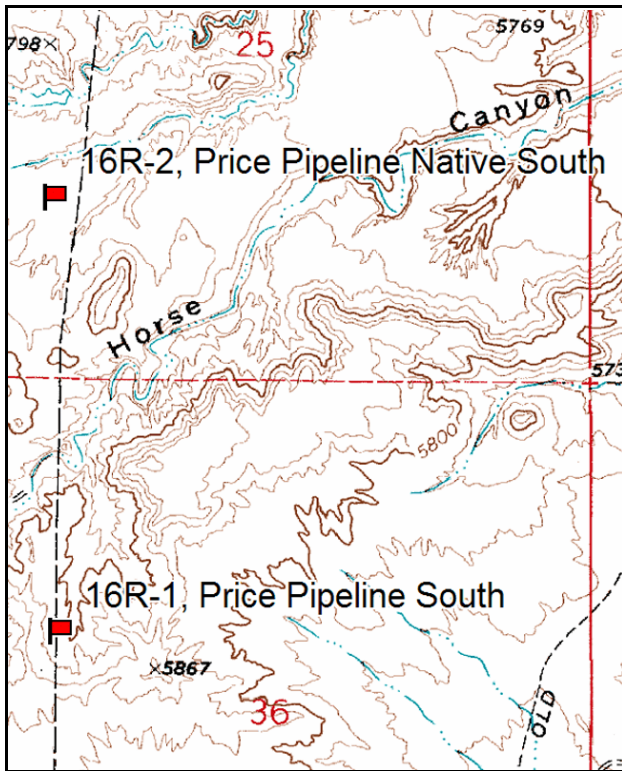 5769
798
25
Canyon
16R-2, Price Pipeline Native South
Horse
573
5800
16R-1, Price Pipeline South
5867
36
OLD